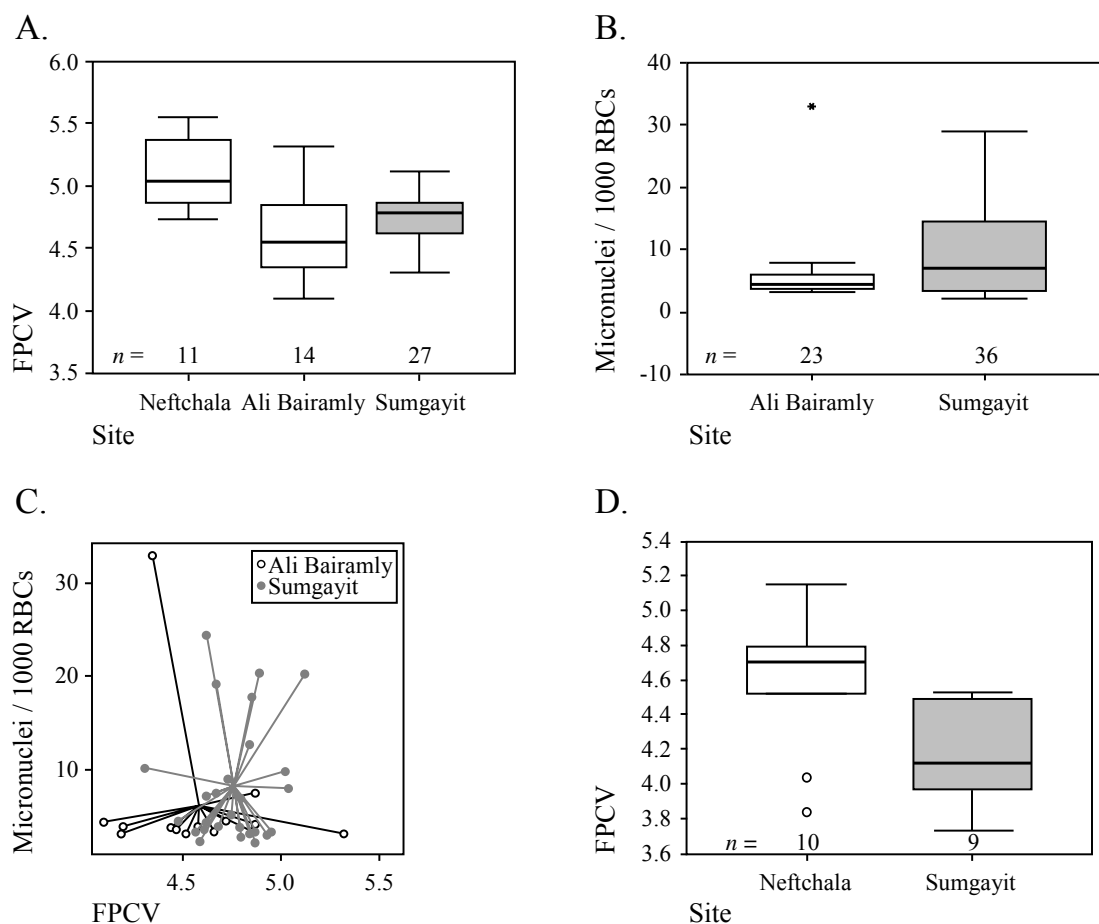 A.
6.0
5.5
5.0
4.5
4.0
3.5
FPCV
n = 11 14 27
Neftchala Ali Bairamly Sumgayit
Site
B.
40
30
20
10
0
-10
Micronuclei / 1000 RBCs
n = 23 36
Ali Bairamly Sumgayit
Site
C.
30
20
10
Micronuclei / 1000 RBCs
Ali Bairamly
Sumgayit
4.5 5.0 5.5
FPCV
D.
5.4
5.2
5.0
4.8
4.6
4.4
4.2
4.0
3.8
3.6
FPCV
n = 10 9
Neftchala Sumgayit
Site